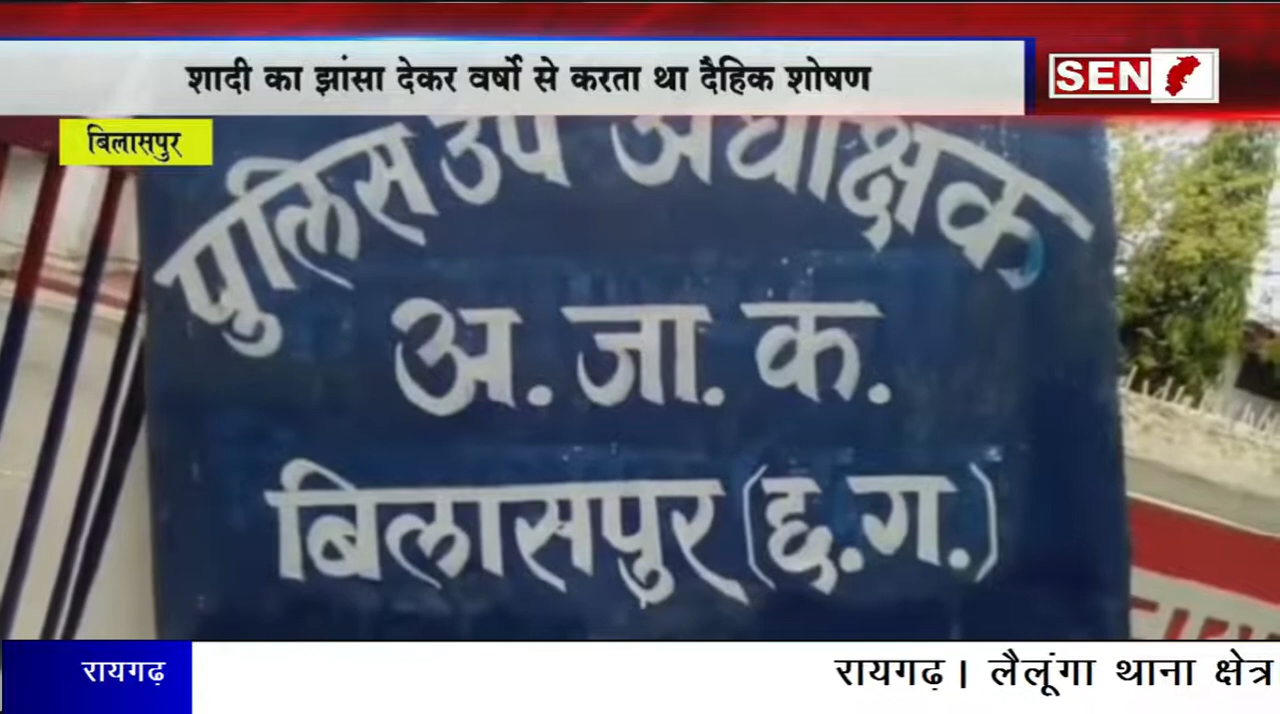 शादी का झांसा देकर वर्षो से करता था दैहिक शोषण
SEN
बिलासपुर
पुलिस उप अधीक्षक
अ. जा. क.
बिलासपुर (छ.ग.)
रायगढ़
रायगढ़। लैलूंगा थाना क्षेत्र